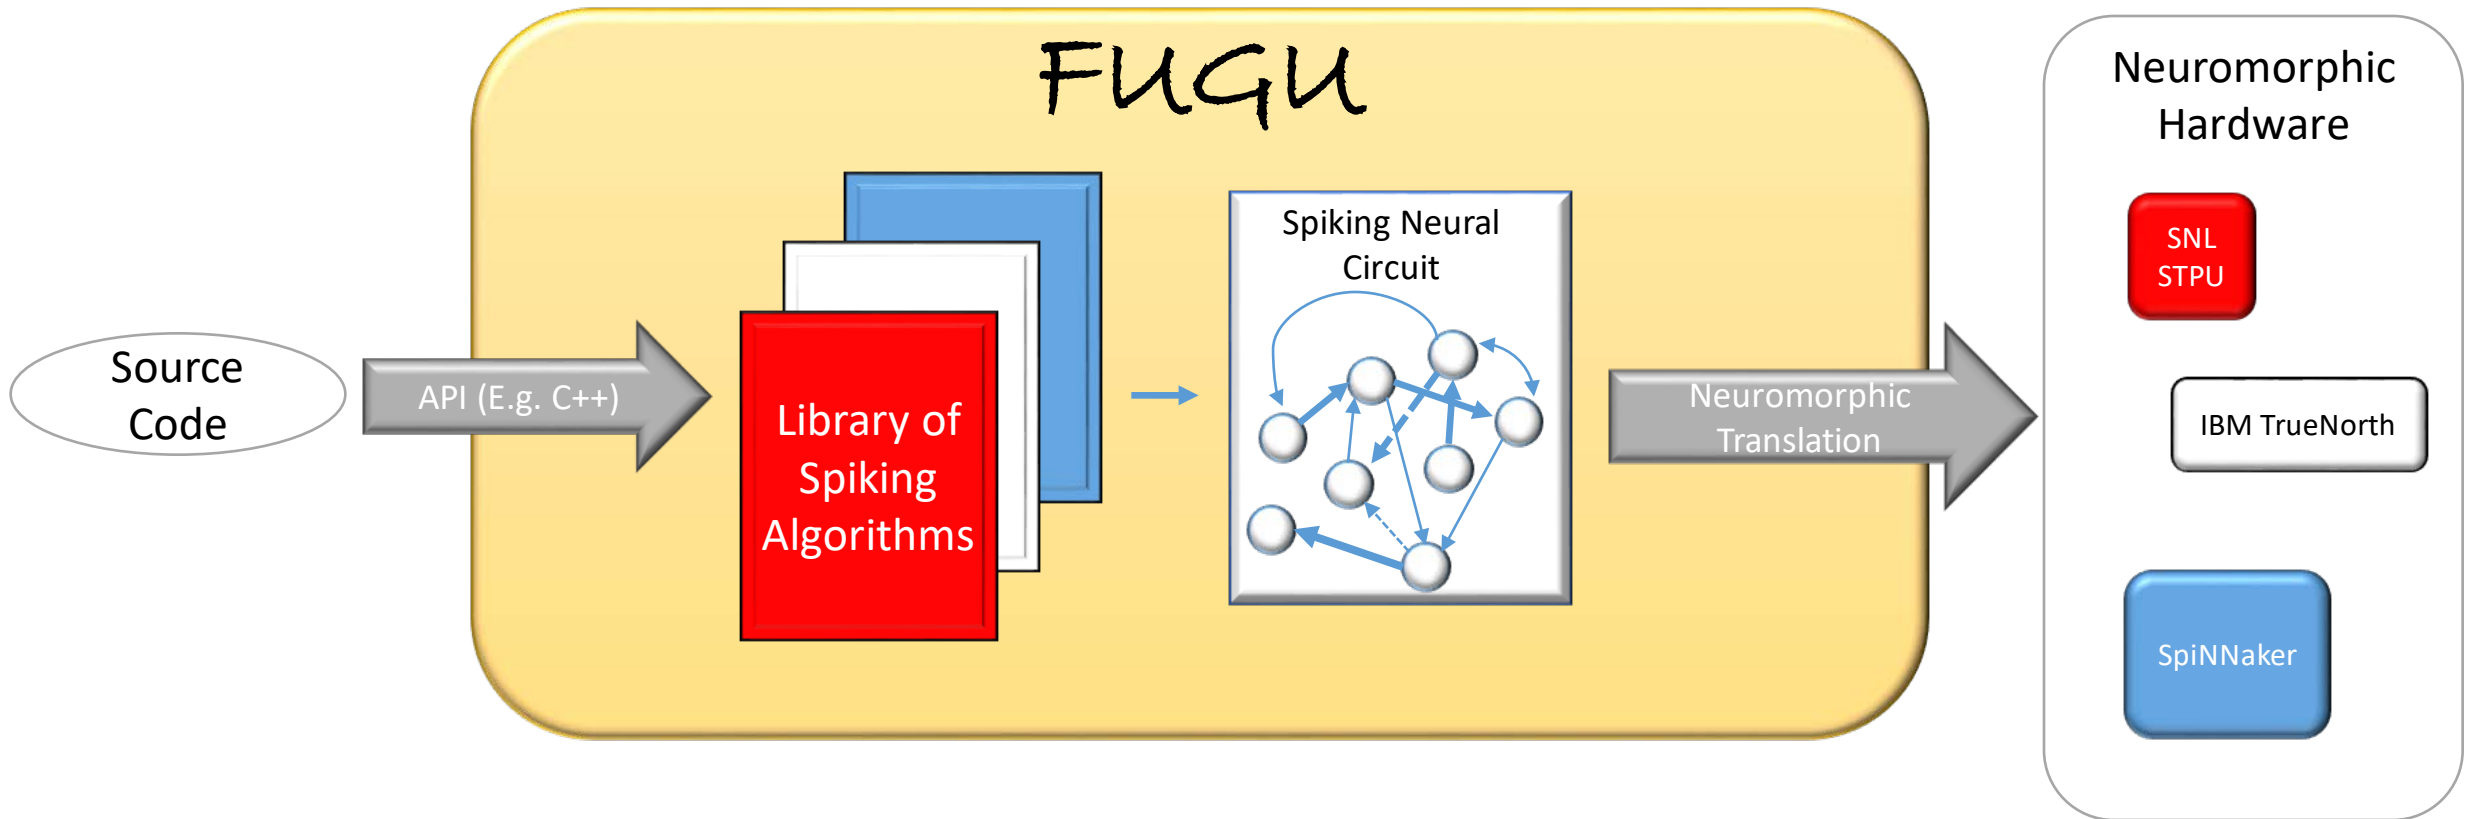 FUGU
Source
Code
API (E.g. C++)
Library of
Spiking
Algorithms
Spiking Neural
Circuit
Neuromorphic
Translation
Neuromorphic
Hardware
SNL
STPU
IBM TrueNorth
SpiNNaker